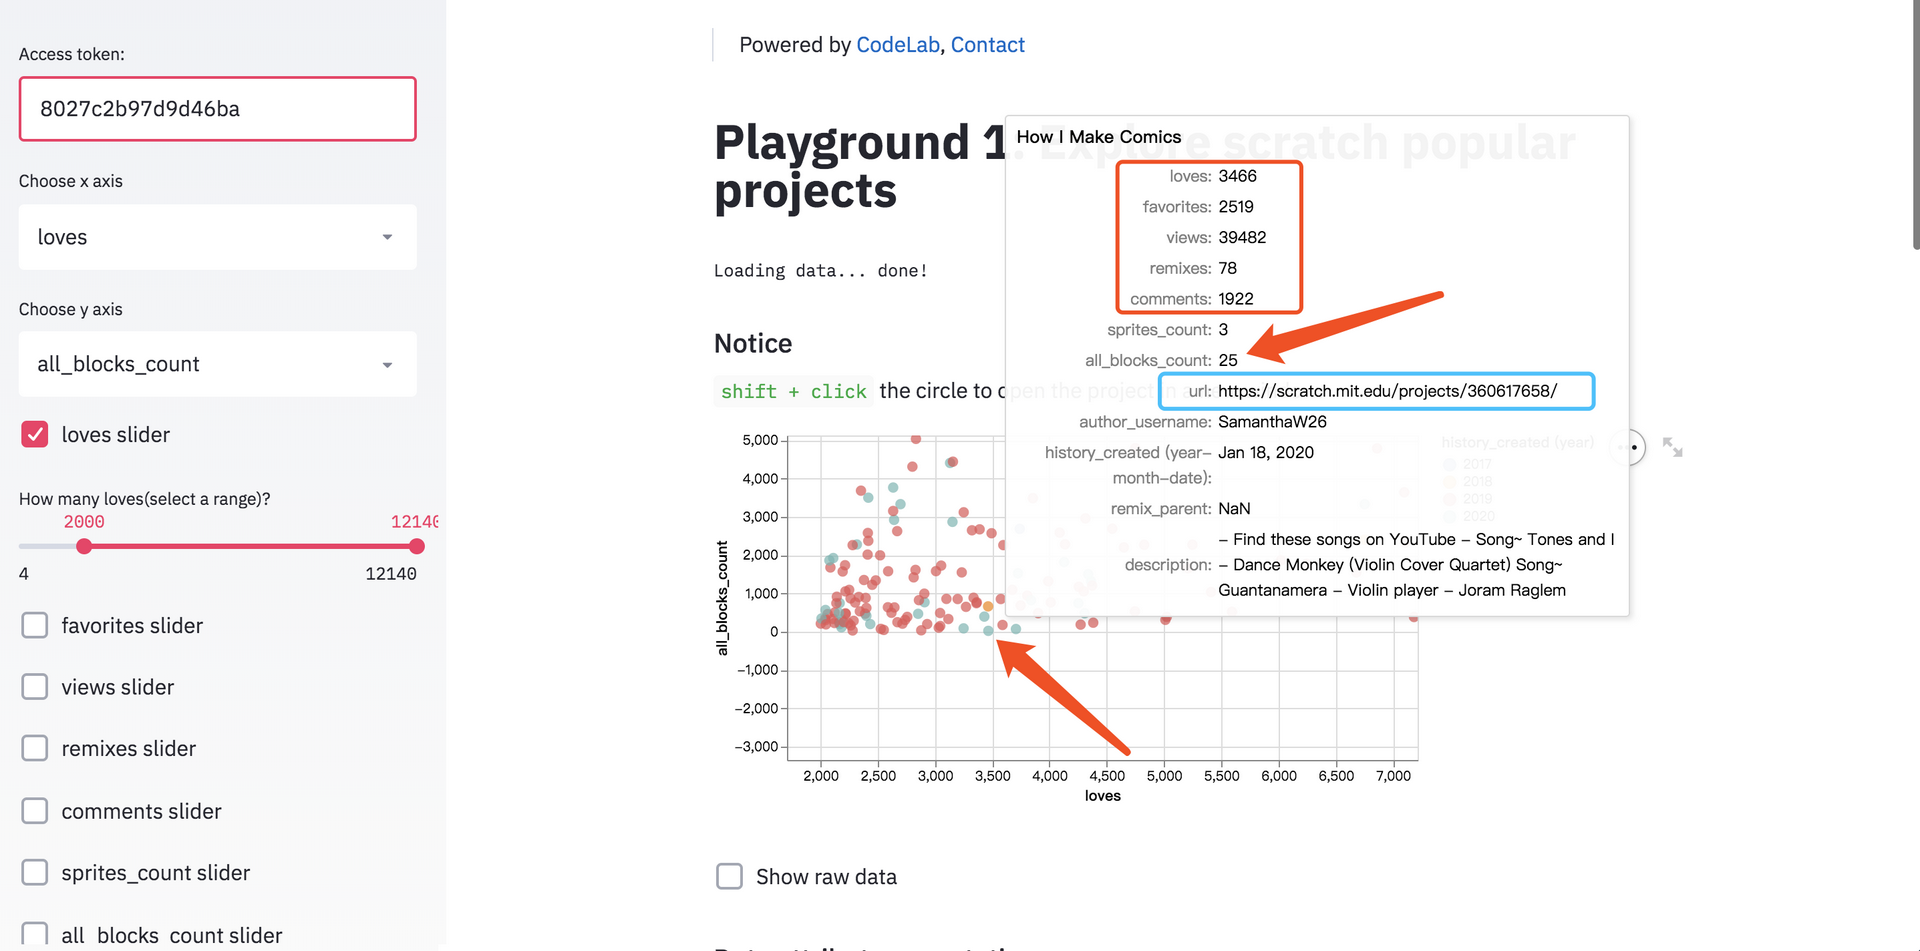 Access token:
8027c2b97d9d46ba
Choose x axis
loves
Choose y axis
all_blocks_count
loves slider
How many loves(select a range)?
2000 12140
4 12140
favorites slider
views slider
remixes slider
comments slider
sprites_count slider
all_blocks_count slider
Powered by CodeLab, Contact
Playground 1. Explore scratch popular
projects
Loading data... done!
Notice
shift + click the circle to open the project in a
How I Make Comics
loves: 3466
favorites: 2519
views: 39482
remixes: 78
comments: 1922
sprites_count: 3
all_blocks_count: 25
url: https://scratch.mit.edu/projects/360617658/
author_username: SamanthaW26
history_created (year–
month–date): Jan 18, 2020
remix_parent: NaN
description: – Find these songs on YouTube – Song~ Tones and I
– Dance Monkey (Violin Cover Quartet) Song~
Guantanamera – Violin player – Joram Raglem
history_created (year)
2017
2018
2019
2020
all_blocks_count
5,000
4,000
3,000
2,000
1,000
0
–1,000
–2,000
–3,000
2,000 2,500 3,000 3,500 4,000 4,500 5,000 5,500 6,000 6,500 7,000
loves
Show raw data